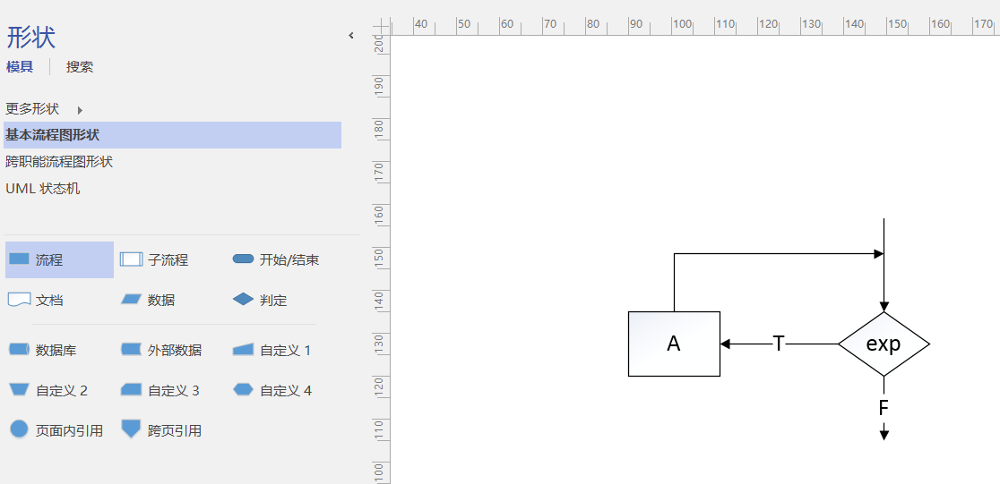 形状
模具 搜索
更多形状
基本流程图形状
跨职能流程图形状
UML 状态机
流程 子流程 开始/结束
文档 数据 判定
数据库 外部数据 自定义 1
自定义 2 自定义 3 自定义 4
页面内引用 跨页引用
40 50 60 70 80 90 100 110 120 130 140 150 160 170
200
190
180
170
160
150
140
130
120
110
100
A T exp
F